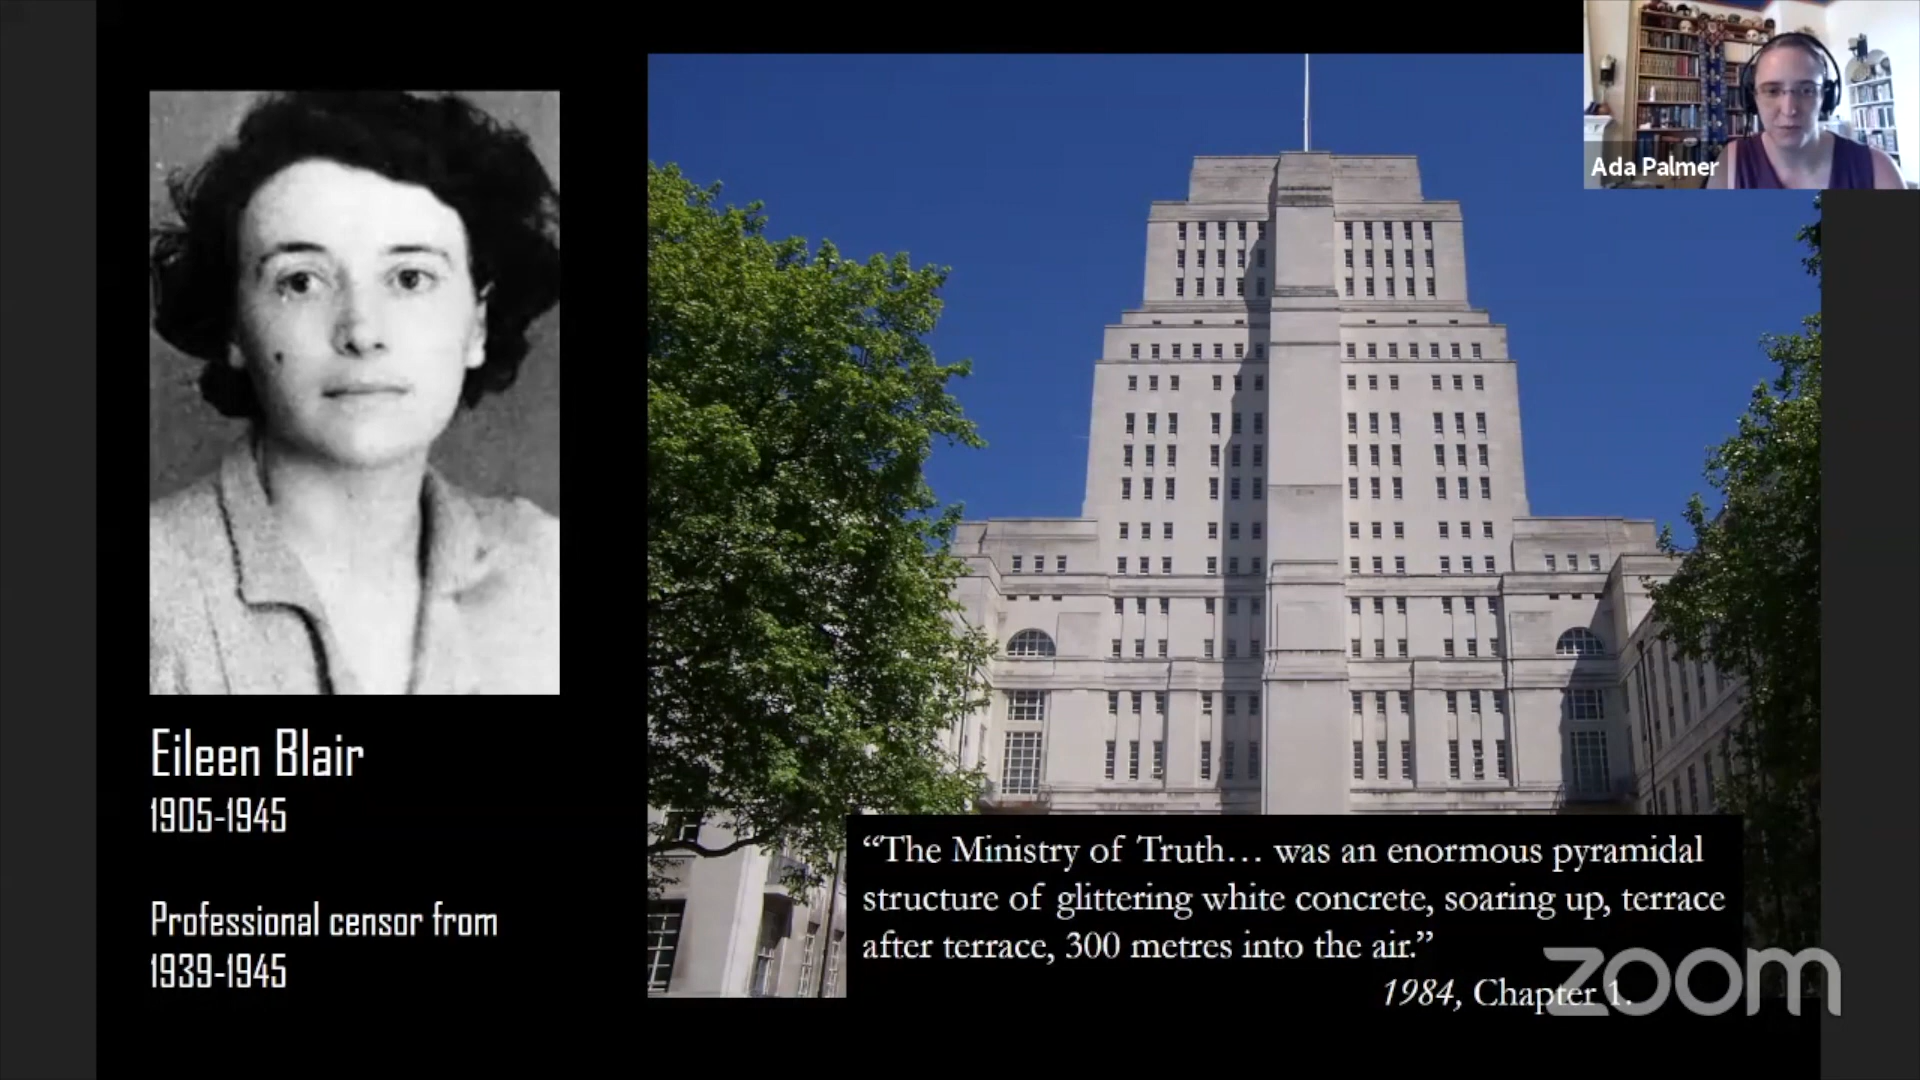 Ada Palmer
Eileen Blair
1905-1945
Professional censor from
1939-1945
“The Ministry of Truth… was an enormous pyramidal
structure of glittering white concrete, soaring up, terrace
after terrace, 300 metres into the air.”
1984, Chapter 1.
zoom